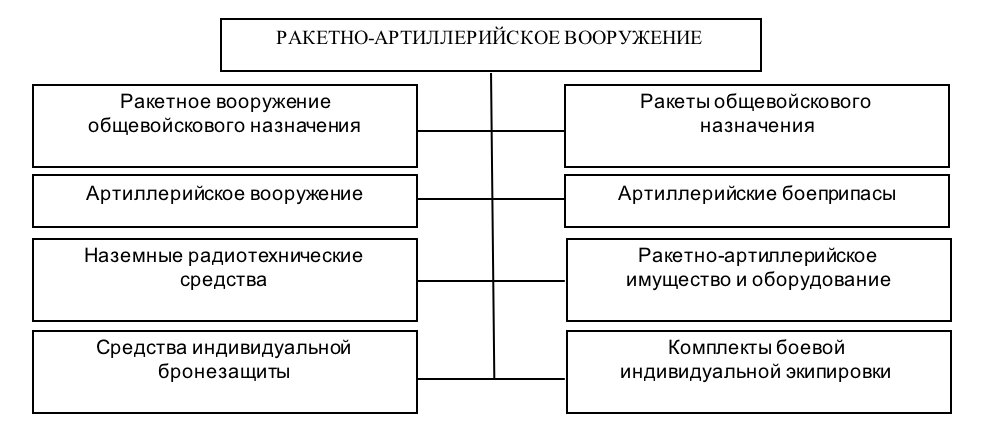 РАКЕТНО-АРТИЛЛЕРИЙСКОЕ ВООРУЖЕНИЕ
Ракетное вооружение
общевойскового назначения
Ракеты общевойскового
назначения
Артиллерийское вооружение
Артиллерийские боеприпасы
Наземные радиотехнические
средства
Ракетно-артиллерийское
имущество и оборудование
Средства индивидуальной
бронезащиты
Комплекты боевой
индивидуальной экипировки